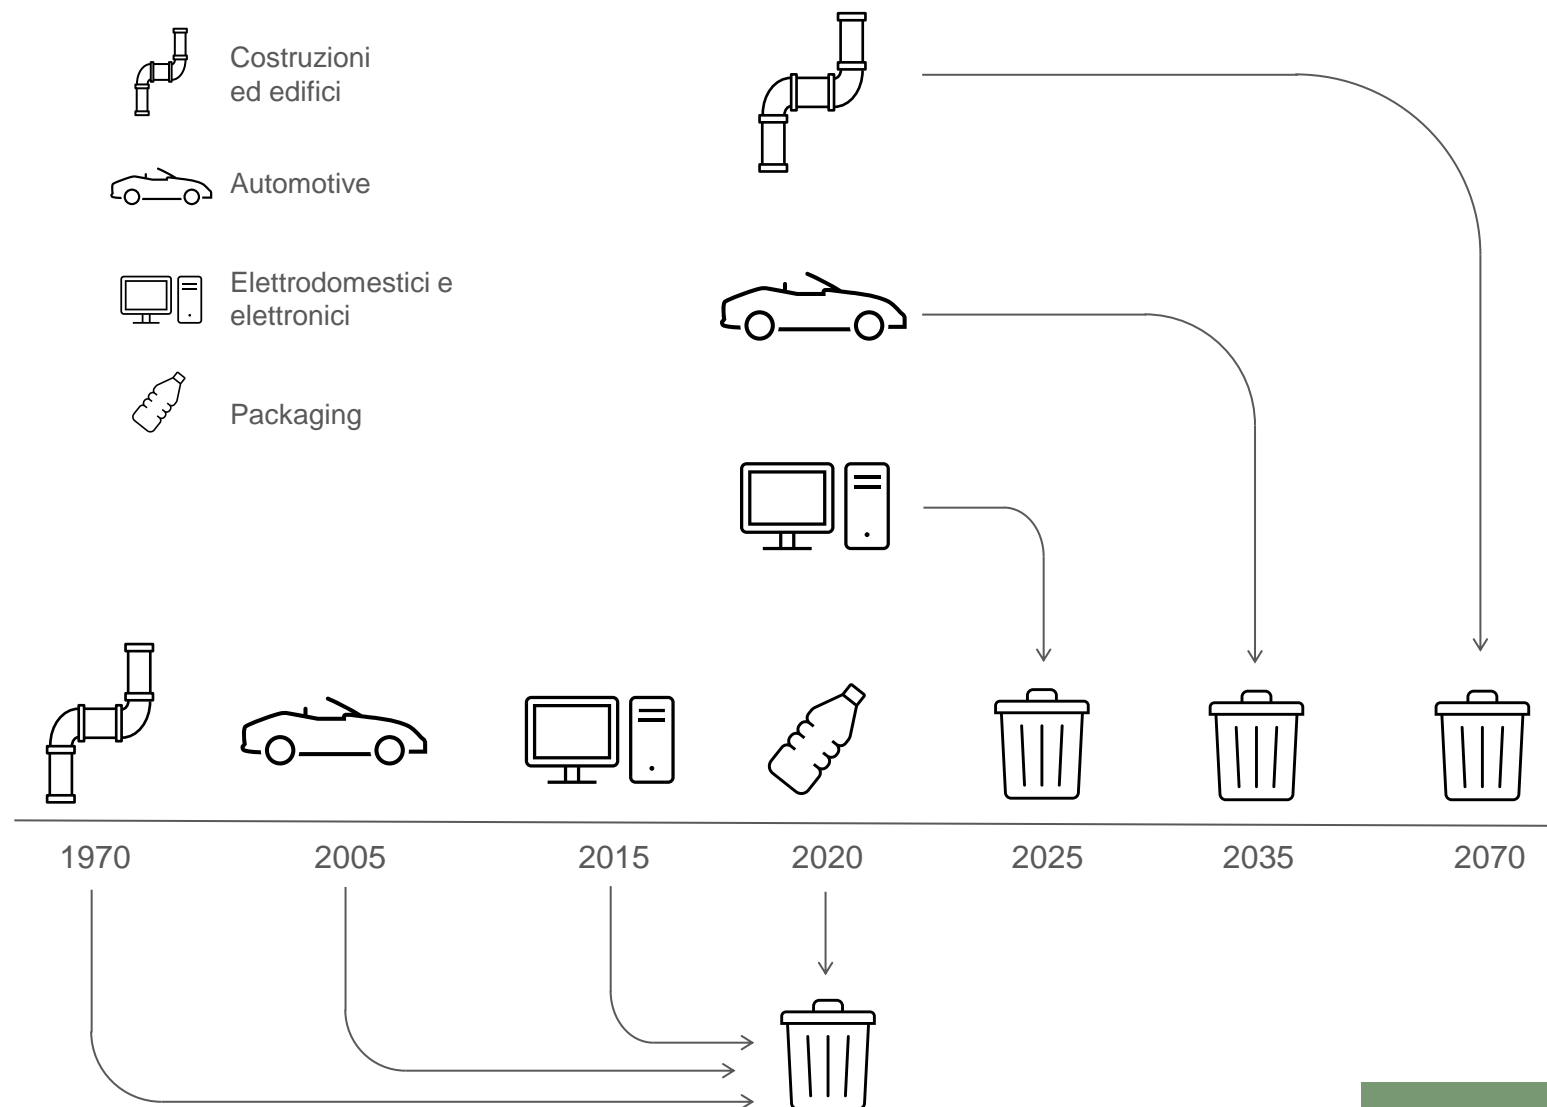 Costruzioni
ed edifici
Automotive
Elettrodomestici e
elettronici
Packaging
1970 2005 2015 2020 2025 2035 2070